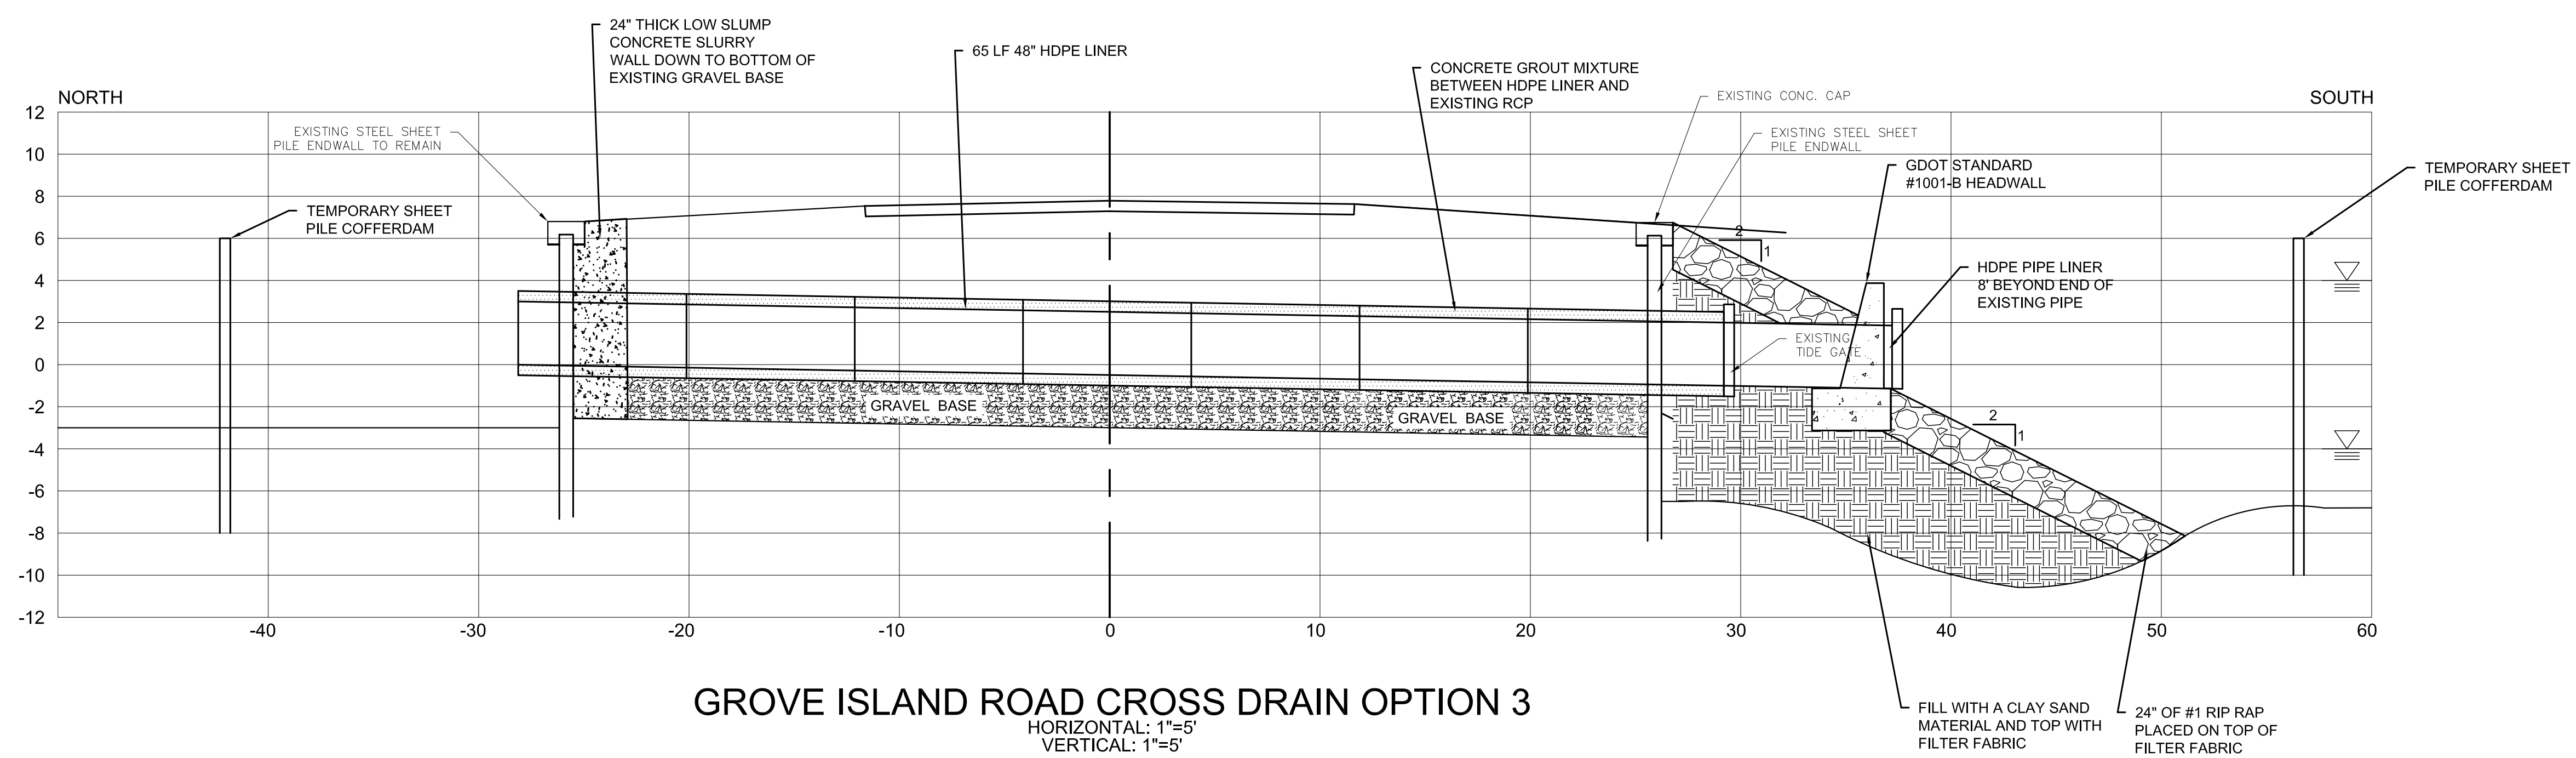 24" THICK LOW SLUMP
CONCRETE SLURRY
WALL DOWN TO BOTTOM OF
EXISTING GRAVEL BASE
65 LF 48" HDPE LINER
CONCRETE GROUT MIXTURE
BETWEEN HDPE LINER AND
EXISTING RCP
EXISTING CONC. CAP
NORTH
SOUTH
EXISTING STEEL SHEET
PILE ENDWALL TO REMAIN
EXISTING STEEL SHEET
PILE ENDWALL
GDOT STANDARD
#1001-B HEADWALL
TEMPORARY SHEET
PILE COFFERDAM
TEMPORARY SHEET
PILE COFFERDAM
2
1
HDPE PIPE LINER
8' BEYOND END OF
EXISTING PIPE
EXISTING
TIDE GATE
GRAVEL BASE
GRAVEL BASE
2
1
12
10
8
6
4
2
0
-2
-4
-6
-8
-10
-12
-40
-30
-20
-10
0
10
20
30
40
50
60
GROVE ISLAND ROAD CROSS DRAIN OPTION 3
HORIZONTAL: 1"=5'
VERTICAL: 1"=5'
FILL WITH A CLAY SAND
MATERIAL AND TOP WITH
FILTER FABRIC
24" OF #1 RIP RAP
PLACED ON TOP OF
FILTER FABRIC